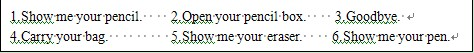 1.Show me your pencil. 2.Open your pencil box. 3.Goodbye.
4.Carry your bag. 5.Show me your eraser. 6.Show me your pen.